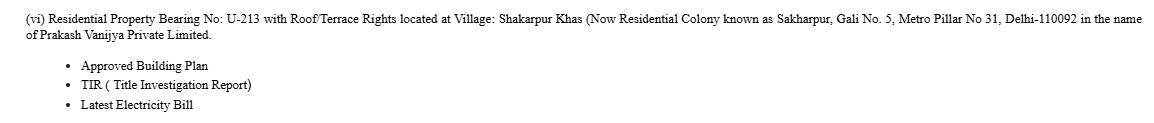 (vi) Residential Property Bearing No: U-213 with Roof/Terrace Rights located at Village: Shakarpur Khas (Now Residential Colony known as Sakharpur, Gali No. 5, Metro Pillar No 31, Delhi-110092 in the name
of Prakash Vanijya Private Limited.
• Approved Building Plan
• TIR ( Title Investigation Report)
• Latest Electricity Bill